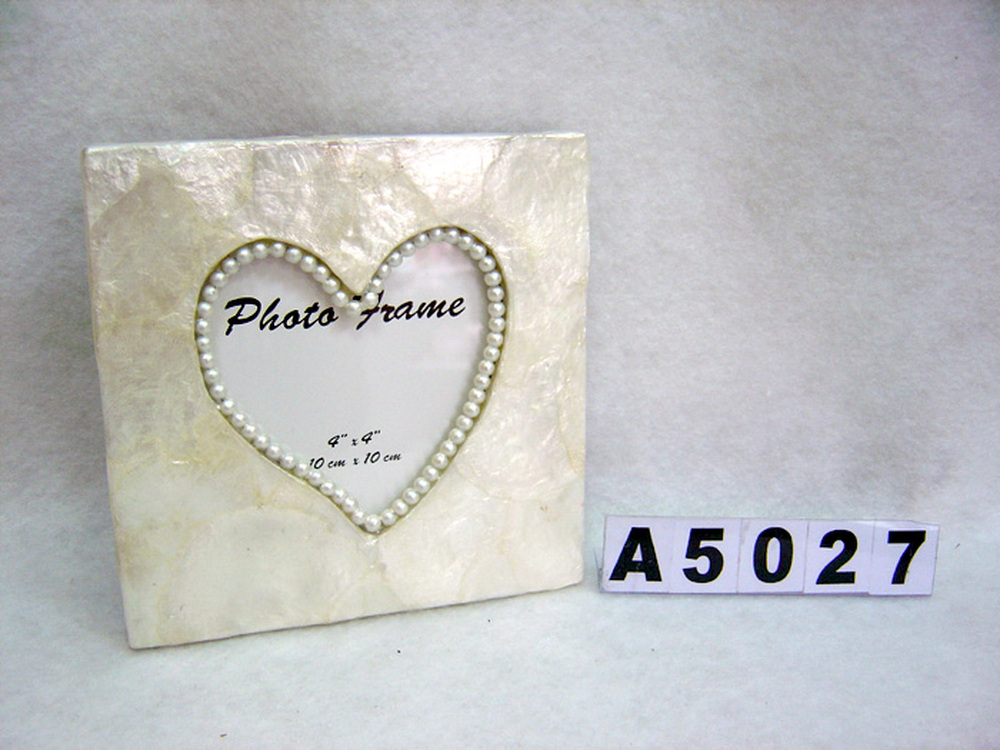 Photo Frame
4" x 4"
10 cm x 10 cm
A5027